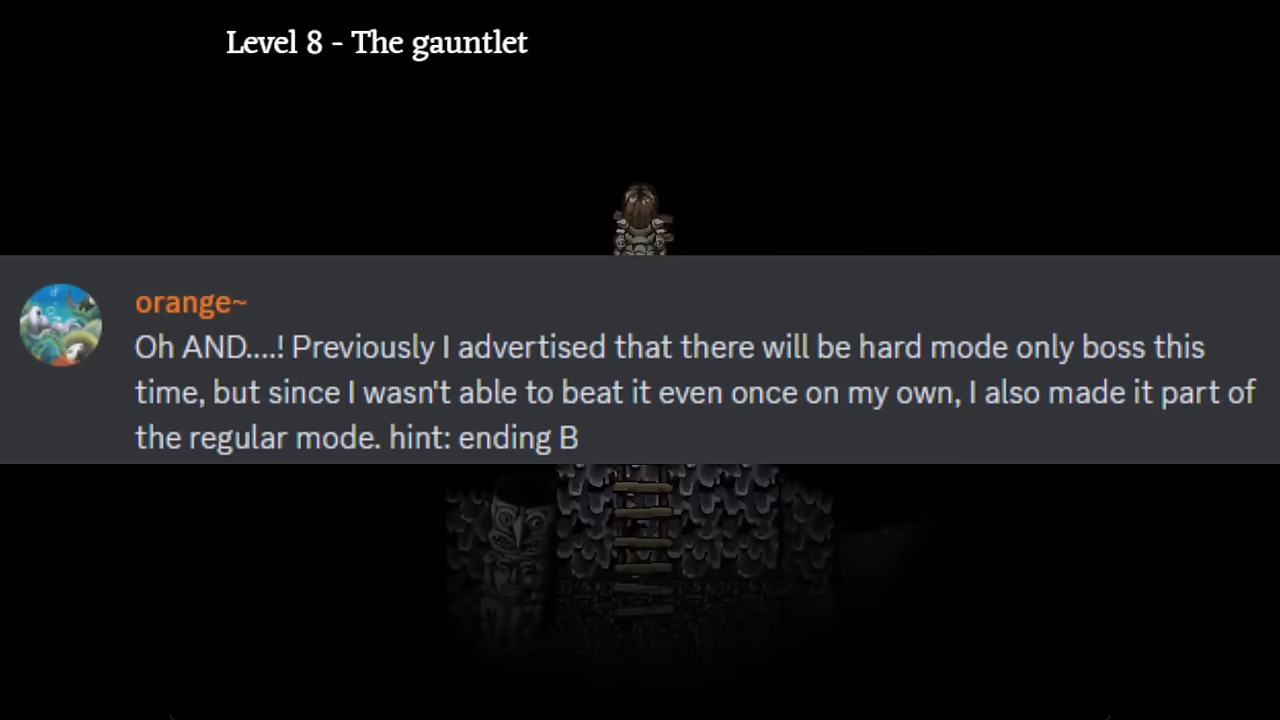 Level 8 - The gauntlet
orange~
Oh AND....! Previously I advertised that there will be hard mode only boss this
time, but since I wasn't able to beat it even once on my own, I also made it part of
the regular mode. hint: ending B